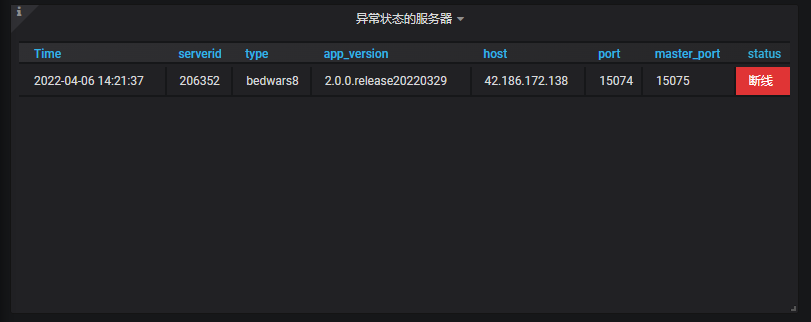 异常状态的服务器
Time serverid type app_version host port master_port status
2022-04-06 14:21:37 206352 bedwars8 2.0.0.release20220329 42.186.172.138 15074 15075 断线